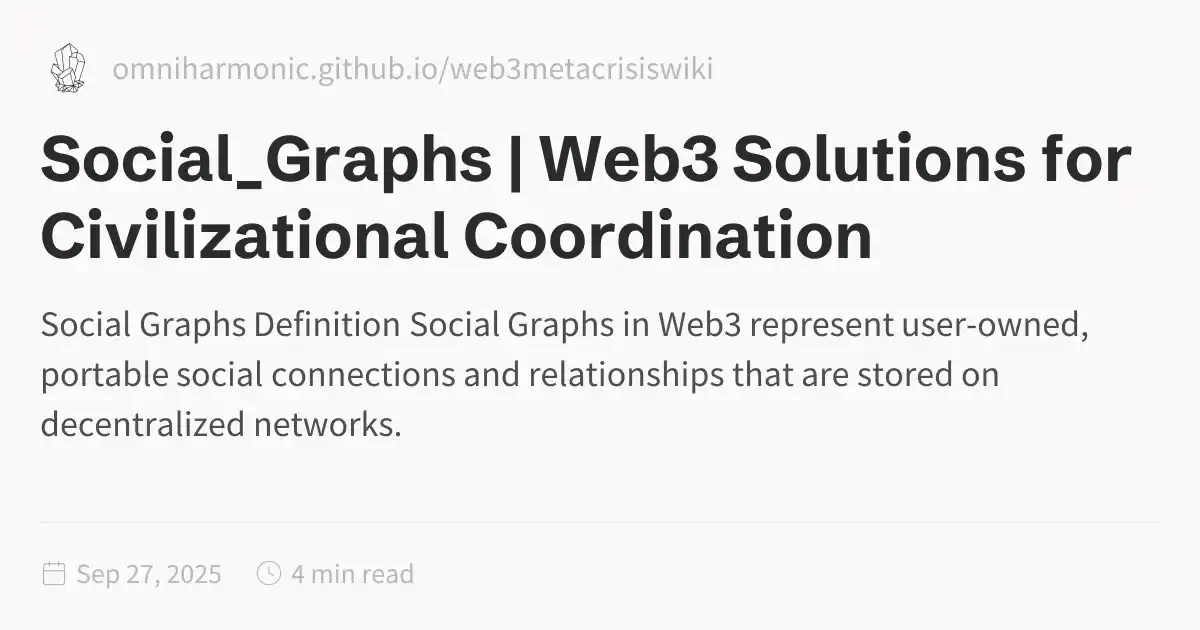 omniharmonic.github.io/web3metacrisiswiki
Social_Graphs | Web3 Solutions for
Civilizational Coordination
Social Graphs Definition Social Graphs in Web3 represent user-owned,
portable social connections and relationships that are stored on
decentralized networks.
Sep 27, 2025 4 min read